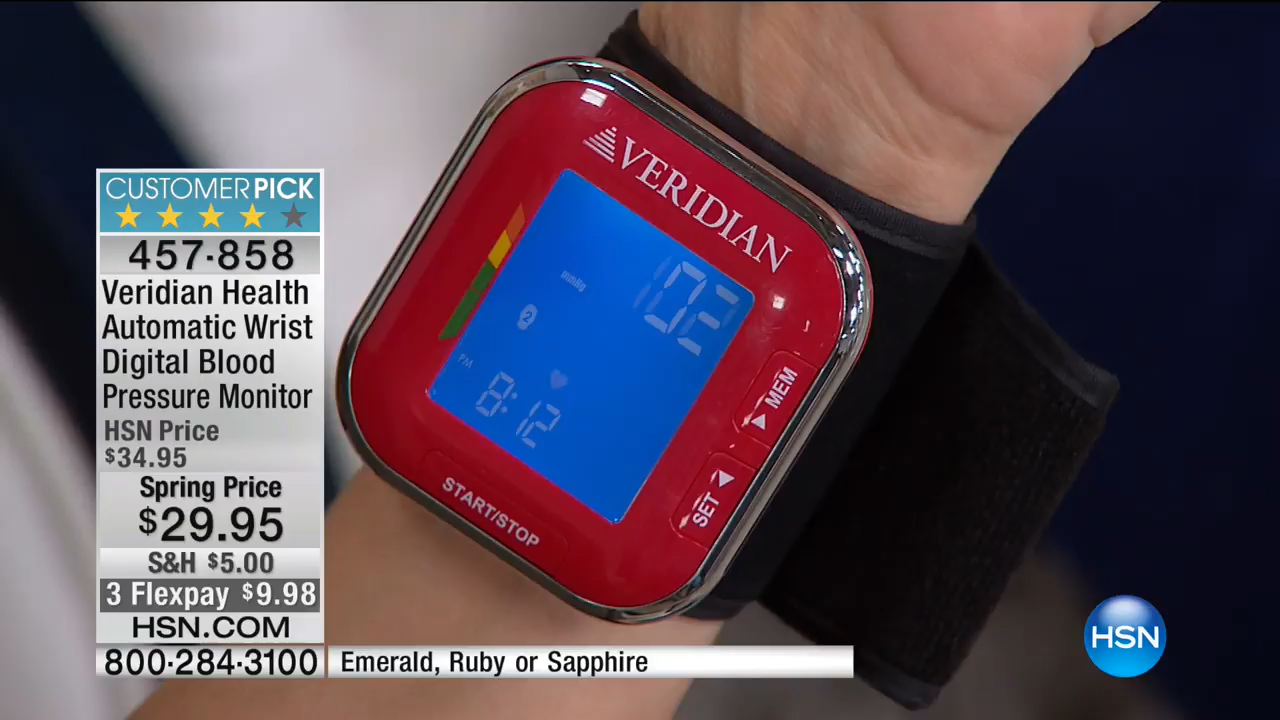 CUSTOMER PICK
457·858
Veridian Health
Automatic Wrist
Digital Blood
Pressure Monitor
HSN Price
$34.95
Spring Price
$29.95
S&H $5.00
3 Flexpay $9.98
HSN.COM
800·284·3100
Emerald, Ruby or Sapphire
VERIDIAN
102
mmHg
2
PM
8:12
MEM
SET
START/STOP
HSN